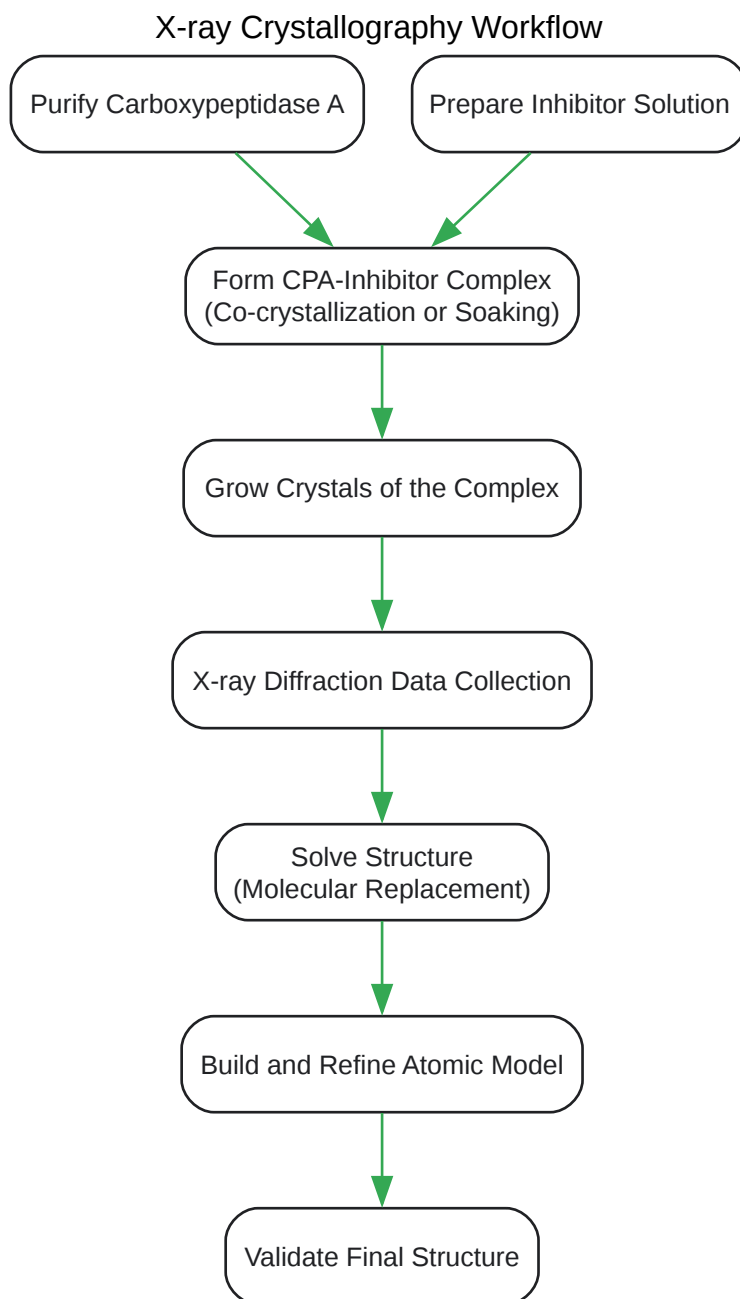 X-ray Crystallography Workflow
Purify Carboxypeptidase A
Prepare Inhibitor Solution
Form CPA-Inhibitor Complex
(Co-crystallization or Soaking)
Grow Crystals of the Complex
X-ray Diffraction Data Collection
Solve Structure
(Molecular Replacement)
Build and Refine Atomic Model
Validate Final Structure